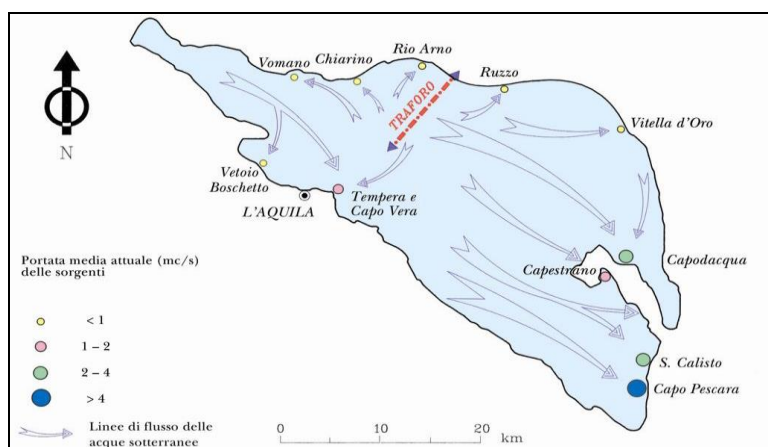 Rio Arno
Vomano
Chiarino
Ruzzo
TRAFORO
N
Vitella d'Oro
Vetoio
Boschetto
L'AQUILA
Tempera e
Capo Vera
Portata media attuale (mc/s)
delle sorgenti
Capestrano
Capodacqua
< 1
1 – 2
2 – 4
> 4
S. Calisto
Capo Pescara
Linee di flusso delle
acque sotterranee
0
10
20
km